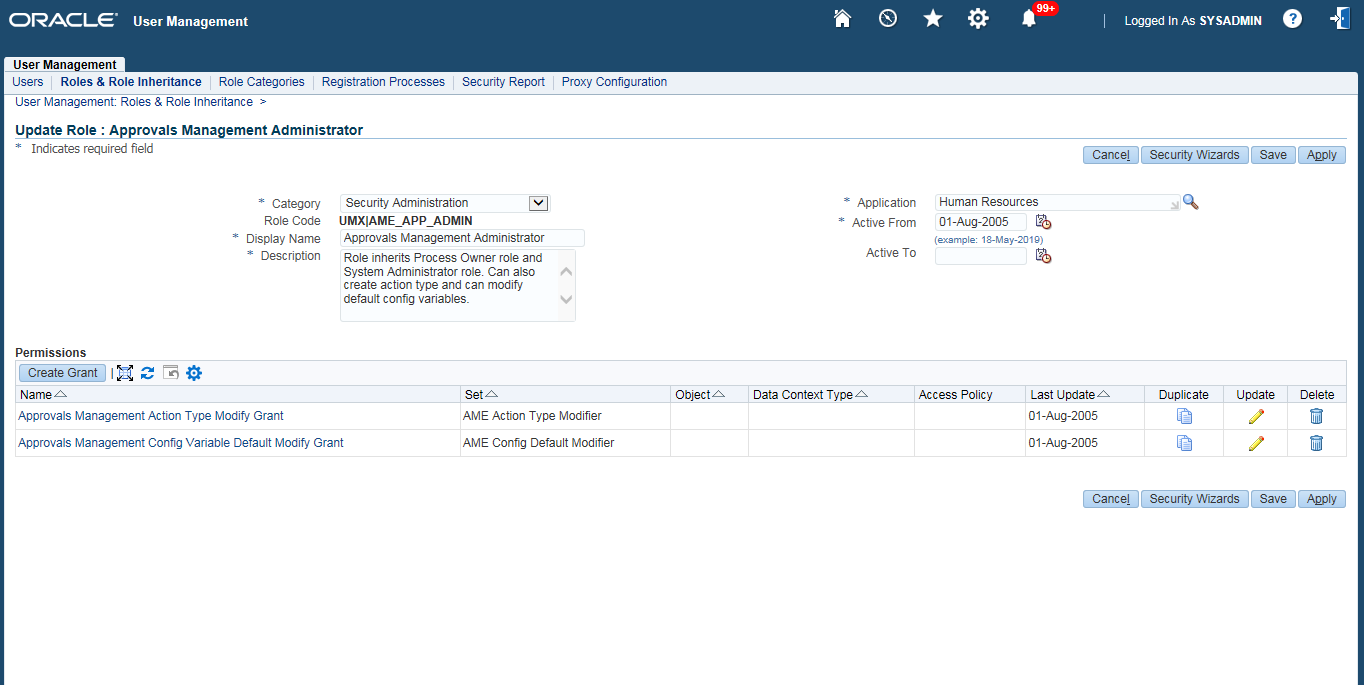 ORACLE® User Management
99+
Logged In As SYSADMIN
?
User Management
Users Roles & Role Inheritance Role Categories Registration Processes Security Report Proxy Configuration
User Management: Roles & Role Inheritance >
Update Role : Approvals Management Administrator
* Indicates required field
Cancel Security Wizards Save Apply
* Category Security Administration
* Application Human Resources
Role Code UMX|AME_APP_ADMIN
* Active From 01-Aug-2005
(example: 18-May-2019)
* Display Name Approvals Management Administrator
Active To
* Description Role inherits Process Owner role and
System Administrator role. Can also
create action type and can modify
default config variables.
Permissions
Create Grant
Name Set Object Data Context Type Access Policy Last Update Duplicate Update Delete
Approvals Management Action Type Modify Grant AME Action Type Modifier 01-Aug-2005
Approvals Management Config Variable Default Modify Grant AME Config Default Modifier 01-Aug-2005
Cancel Security Wizards Save Apply